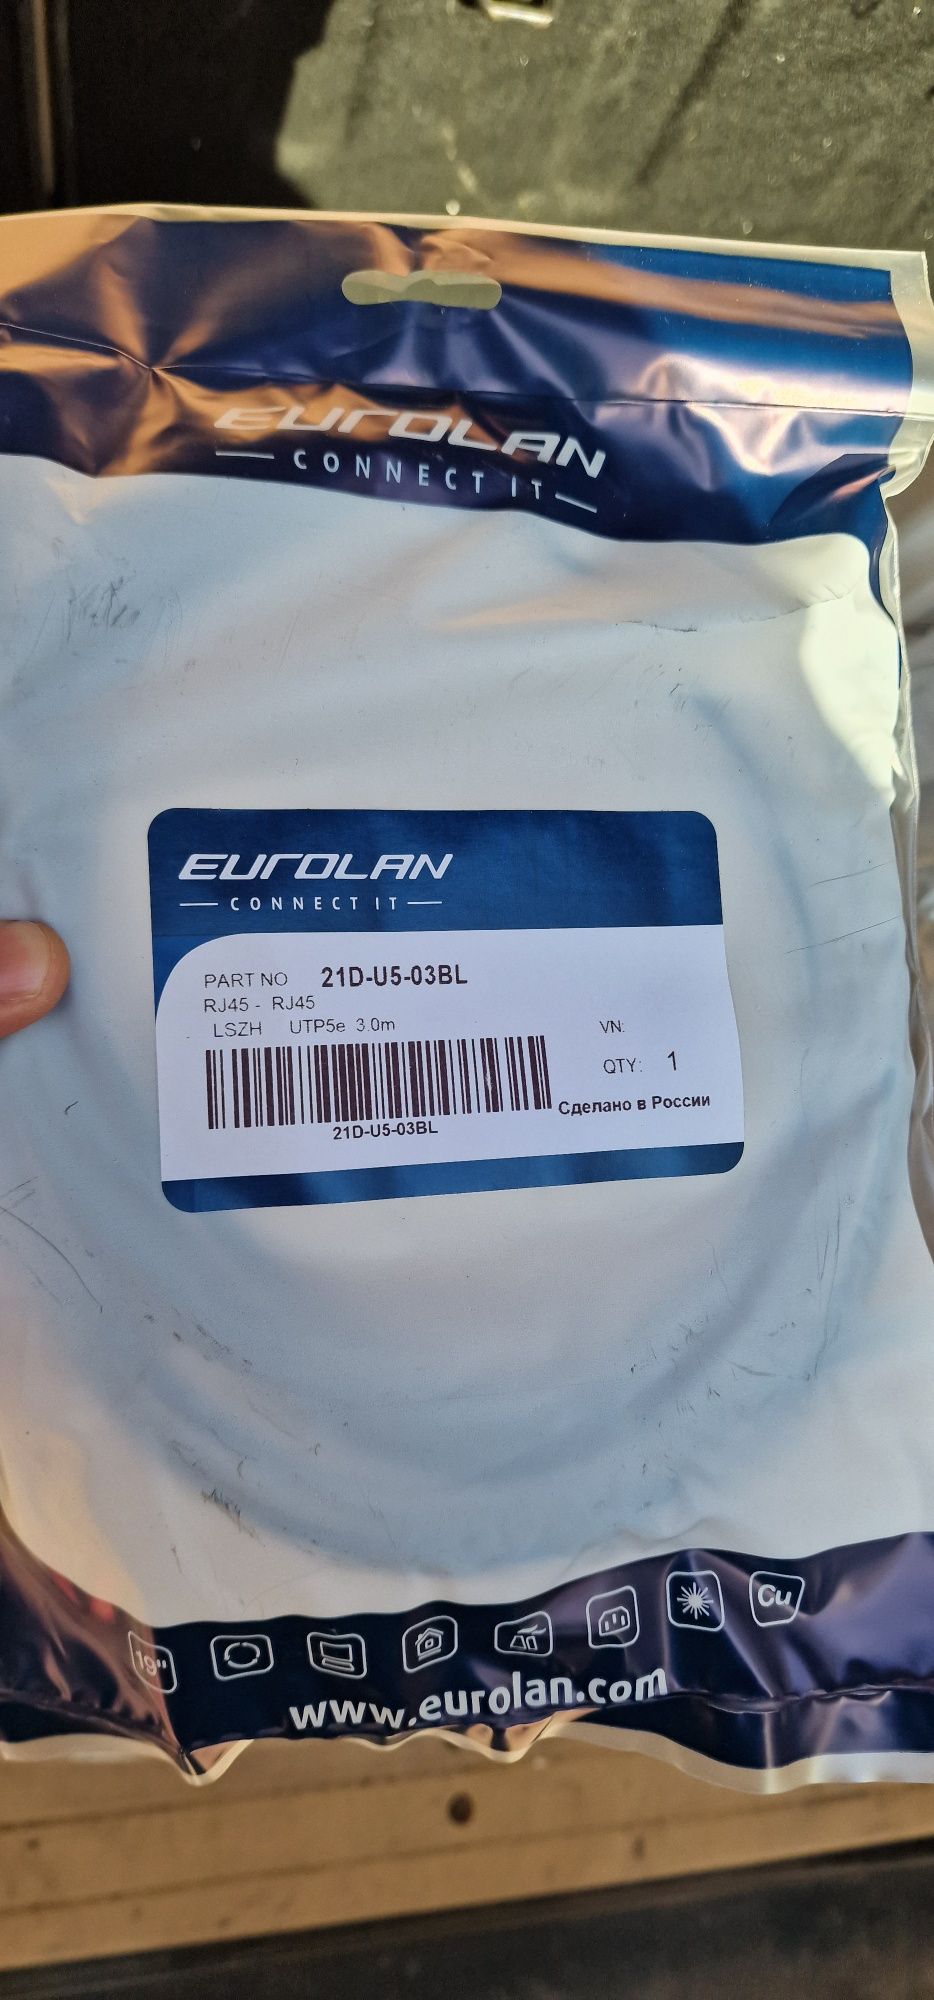 EUROLAN
CONNECT IT
EUROLAN
CONNECT IT
PART NO 21D-U5-03BL
RJ45 - RJ45
LSZH UTP5e 3.0m
VN:
QTY: 1
Сделано в России
21D-U5-03BL
19"
Cu
www.eurolan.com